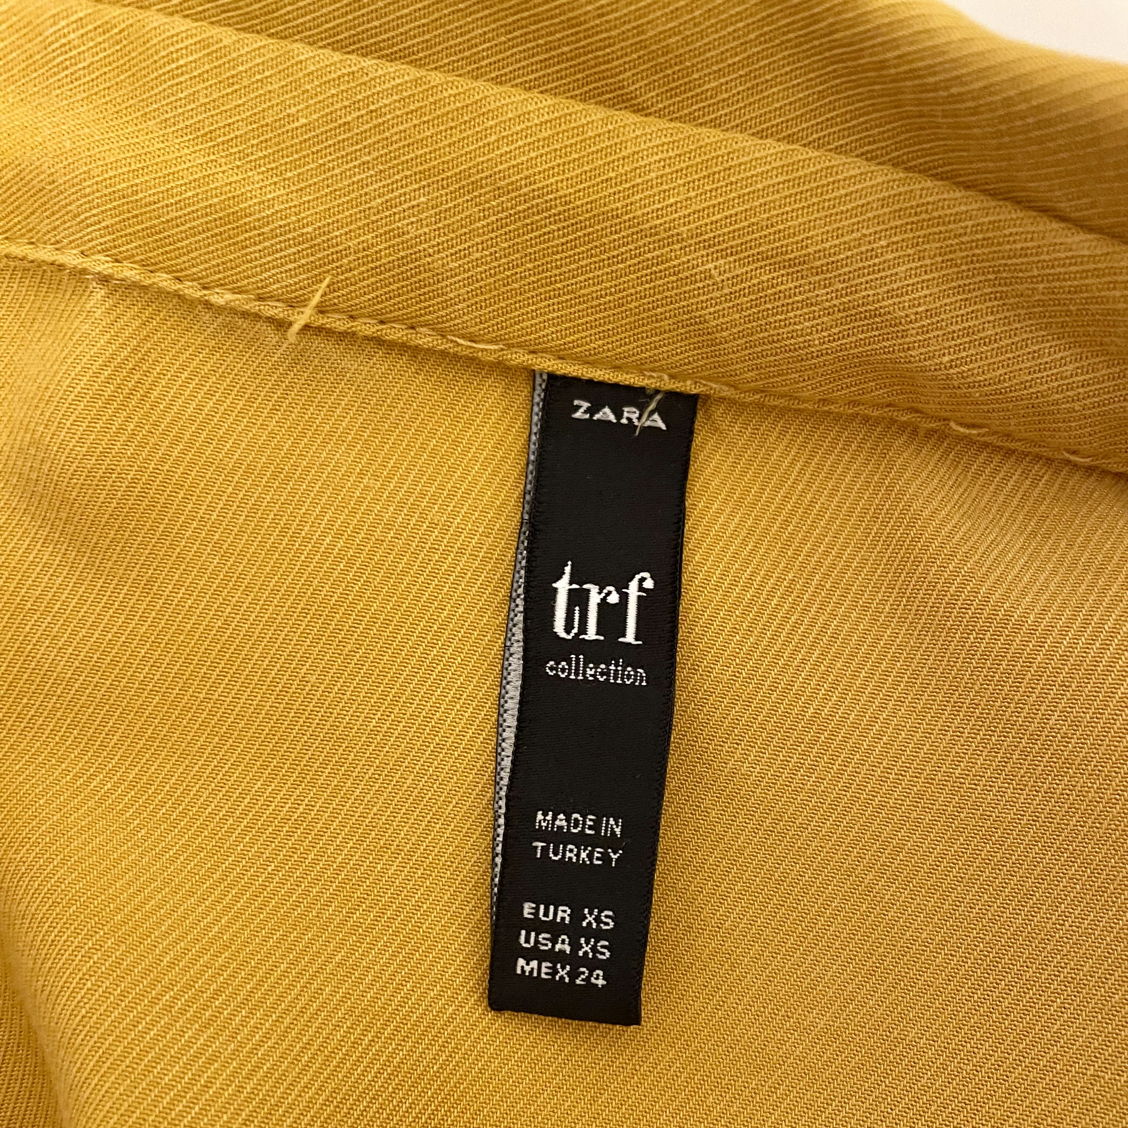 ZARA
trf
collection
MADE IN
TURKEY
EUR XS
USA XS
MEX 24